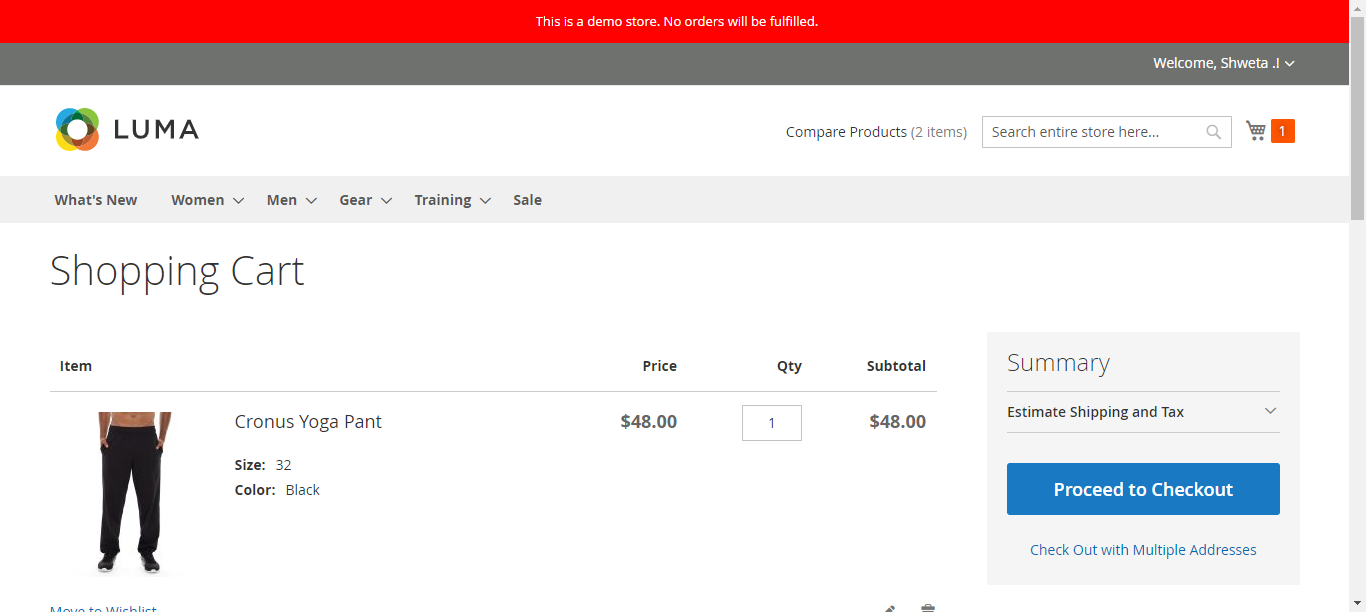 This is a demo store. No orders will be fulfilled.
Welcome, Shweta .!
LUMA
Compare Products (2 items)
Search entire store here...
1
What's New Women Men Gear Training Sale
Shopping Cart
Item Price Qty Subtotal
Cronus Yoga Pant $48.00 1 $48.00
Size: 32
Color: Black
Move to Wishlist
Summary
Estimate Shipping and Tax
Proceed to Checkout
Check Out with Multiple Addresses